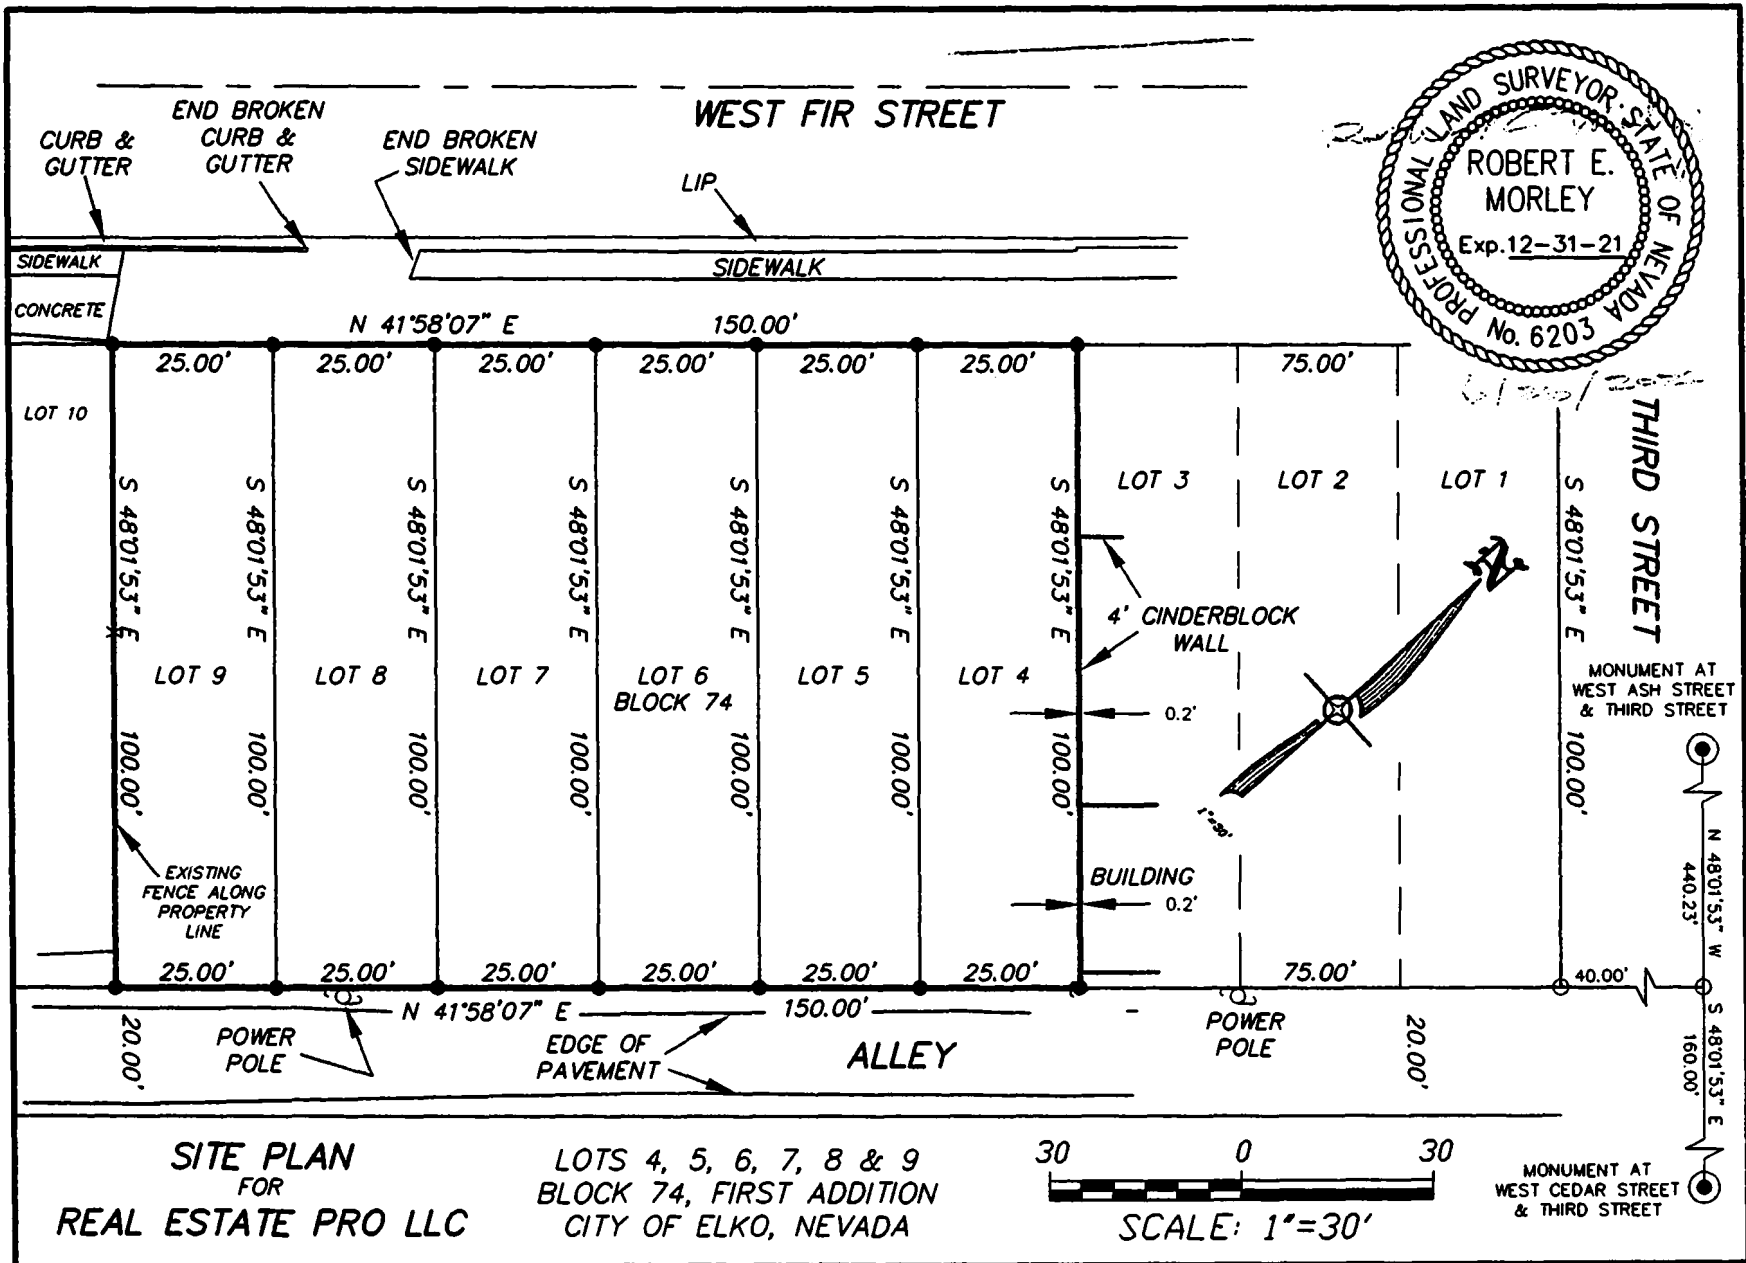 WEST FIR STREET
CURB &
GUTTER
END BROKEN
CURB &
GUTTER
END BROKEN
SIDEWALK
LIP
SIDEWALK
CONCRETE
SIDEWALK
PROFESSIONAL LAND SURVEYOR · STATE OF NEVADA
ROBERT E.
MORLEY
Exp. 12-31-21
No. 6203
N 41°58'07" E 150.00'
25.00' 25.00' 25.00' 25.00' 25.00' 25.00' 75.00'
LOT 10
THIRD STREET
LOT 3 LOT 2 LOT 1
S 48°01'53" E 100.00'
S 48°01'53" E 100.00'
S 48°01'53" E 100.00'
S 48°01'53" E 100.00'
S 48°01'53" E 100.00'
S 48°01'53" E 100.00'
S 48°01'53" E 100.00'
S 48°01'53" E 100.00'
N
4' CINDERBLOCK
WALL
LOT 9 LOT 8 LOT 7 LOT 6 LOT 5 LOT 4
BLOCK 74
0.2'
1"=30'
MONUMENT AT
WEST ASH STREET
& THIRD STREET
N 48°01'53" W
440.23'
EXISTING
FENCE ALONG
PROPERTY
LINE
BUILDING
0.2'
25.00' 25.00' 25.00' 25.00' 25.00' 25.00' 75.00' 40.00'
N 41°58'07" E 150.00'
20.00'
POWER
POLE
EDGE OF
PAVEMENT
ALLEY
POWER
POLE
20.00'
S 48°01'53" E
160.00'
SITE PLAN
FOR
REAL ESTATE PRO LLC
LOTS 4, 5, 6, 7, 8 & 9
BLOCK 74, FIRST ADDITION
CITY OF ELKO, NEVADA
30 0 30
SCALE: 1"=30'
MONUMENT AT
WEST CEDAR STREET
& THIRD STREET